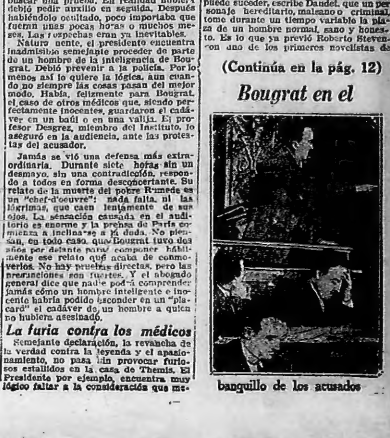 debió pedir auxilio en seguida. Después
habiéndolo ocultado, poco importaba que
fueran unas pocas horas o muchos me-
ses. Las sospechas eran ya inevitables.
Naturalmente, el presidente encuentra
inadmisible semejante proceder de parte
de un hombre de la inteligencia de Bou-
grat. Debió prevenir a la policía. Por lo
menos así lo quiere la lógica, aun cuan-
do no siempre las cosas pasan del mejor
modo. Había, felizmente para Bougrat,
el caso de otros médicos que, siendo per-
fectamente inocentes, guardaron el cadáv-
er en un baúl o en una valija. El pro-
fesor Desgrez, miembro del Instituto, lo
aseguró en la audiencia, ante las protes-
tas del acusador.
Jamás se vió una defensa más extra-
ordinaria. Durante siete horas, sin un
desmayo, sin una contradicción, respon-
do a todos en forma desconcertante. Su
relato de la muerte del pobre Rumebe es
un "chef-d'oeuvre": nada falta, ni las
lágrimas, que caen lentamente de sus
ojos. La sensación causada en el audi-
torio es enorme y la prensa de París co-
mienza a inclinarse a la duda. No pien-
san, en todo caso, que Bougrat tuvo dos
años por delante para componer hábil-
mente ese relato que acaba de conmo-
verlos. No hay pruebas directas, pero las
presunciones son fuertes. Y el abogado
general dice que nadie podrá comprender
jamás cómo un hombre inteligente e ino-
cente habría podido esconder en un "pla-
card" el cadáver de un hombre a quien
no hubiera asesinado.
La furia contra los médicos
Semejante declaración, la revancha de
la verdad contra la leyenda y el apasio-
namiento, no pasa sin provocar furio-
sos estallidos en la casa de Themis. El
Presidente por ejemplo, encuentra muy
lógico faltar a la consideración que me-
puede suceder, escribe Daudet, que un per-
sonaje hereditario, malsano o criminal,
tome durante un tiempo variable la pla-
za de un hombre normal, sano y hones-
to. Es lo que ya prevó Roberto Steven-
son uno de los primeros novelistas de
(Continúa en la pág. 12)
Bougrat en el
banquillo de los acusados